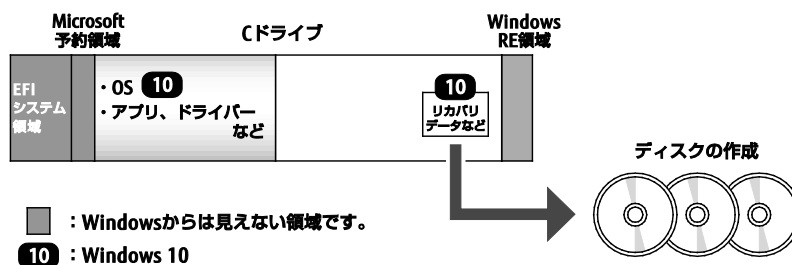 Microsoft
予約領域
Cドライブ
Windows
RE領域
EFI
システム
領域
・OS 10
・アプリ、ドライバー
など
10
リカバリ
データなど
ディスクの作成
：Windowsからは見えない領域です。
10：Windows 10